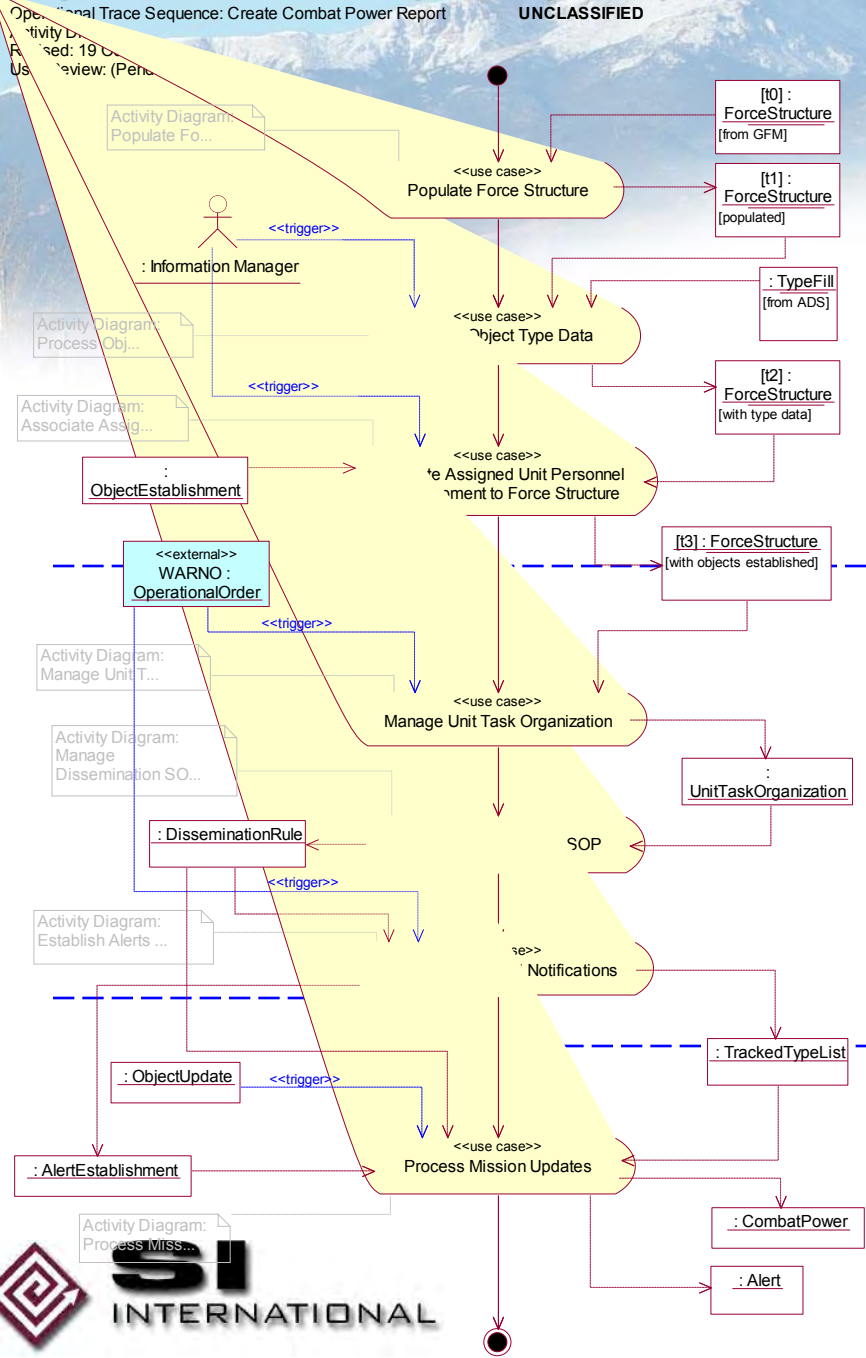 Operational Trace Sequence: Create Combat Power Report
UNCLASSIFIED
Activity
19
(Pend
Activity Diagram:
Populate Fo...
[t0] :
ForceStructure
[from GFM]
<<use case>>
Populate Force Structure
[t1] :
ForceStructure
[populated]
<<trigger>>
: Information Manager
: TypeFill
[from ADS]
Activity Diagram:
Process Obj...
<<use case>>
Object Type Data
[t2] :
ForceStructure
[with type data]
<<trigger>>
Activity Diagram:
Associate Assig...
<<use case>>
te Assigned Unit Personnel
ment to Force Structure
:
ObjectEstablishment
[t3] : ForceStructure
[with objects established]
<<external>>
WARNO :
OperationalOrder
<<trigger>>
Activity Diagram:
Manage Unit T...
<<use case>>
Manage Unit Task Organization
Activity Diagram:
Manage
Dissemination SO...
:
UnitTaskOrganization
: DisseminationRule
SOP
<<trigger>>
Activity Diagram:
Establish Alerts ...
se>>
Notifications
: TrackedTypeList
: ObjectUpdate
<<trigger>>
<<use case>>
Process Mission Updates
: AlertEstablishment
Activity Diagram:
Process Miss...
: CombatPower
: Alert
SI
INTERNATIONAL